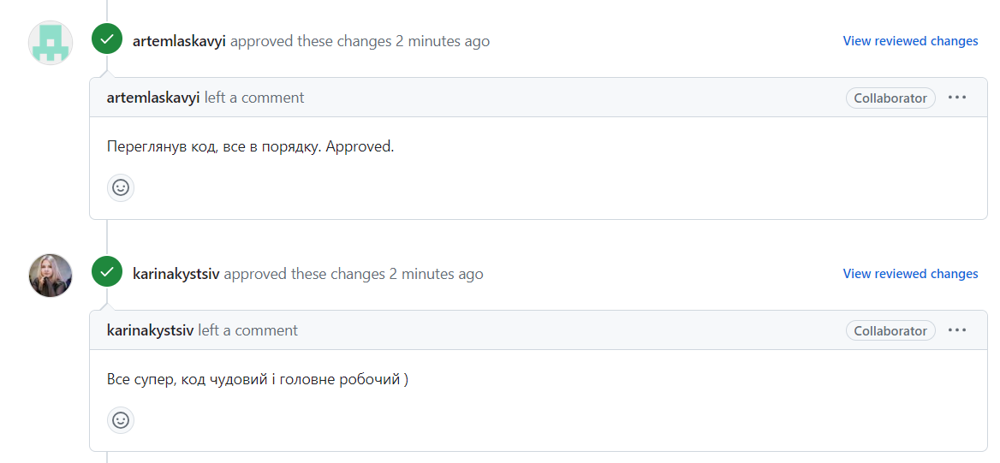 artemlaskavyi approved these changes 2 minutes ago View reviewed changes
artemlaskavyi left a comment Collaborator
Переглянув код, все в порядку. Approved.
karinakystsiv approved these changes 2 minutes ago View reviewed changes
karinakystsiv left a comment Collaborator
Все супер, код чудовий і головне робочий )